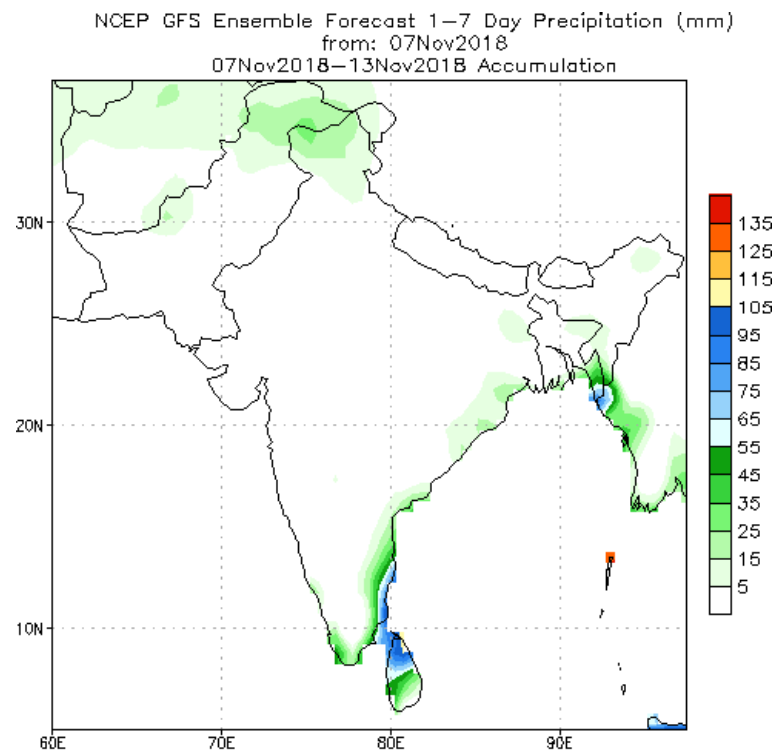 NCEP GFS Ensemble Forecast 1-7 Day Precipitation (mm)
from: 07Nov2018
07Nov2018-13Nov2018 Accumulation
30N
20N
10N
60E
70E
80E
90E
135
125
115
105
95
85
75
65
55
45
35
25
15
5